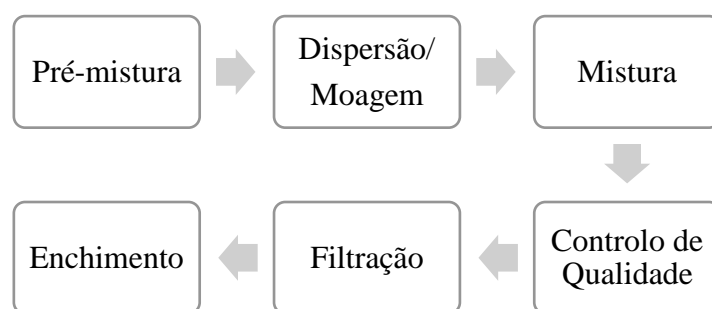 Pré-mistura
Dispersão/
Moagem
Mistura
Controlo de
Qualidade
Filtração
Enchimento